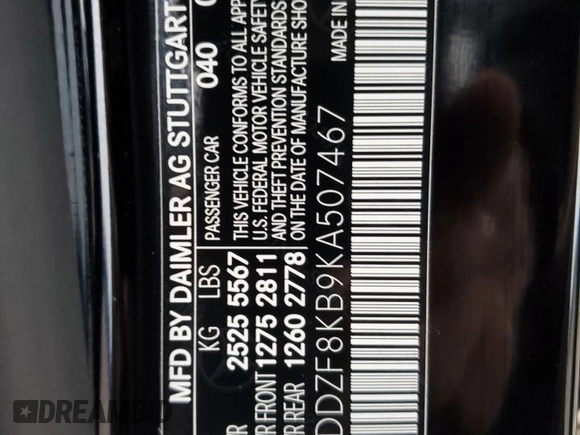 MFD BY DAIMLER AG STUTTGART
KG LBS PASSENGER CAR 040
2525 5567 THIS VEHICLE CONFORMS TO ALL APP
FRONT 1275 2811 U.S. FEDERAL MOTOR VEHICLE SAFETY
REAR 1260 2778 AND THEFT PREVENTION STANDARDS
ON THE DATE OF MANUFACTURE SHO
DDZF8KB9KA507467 MADE IN
DREAMBID.COM